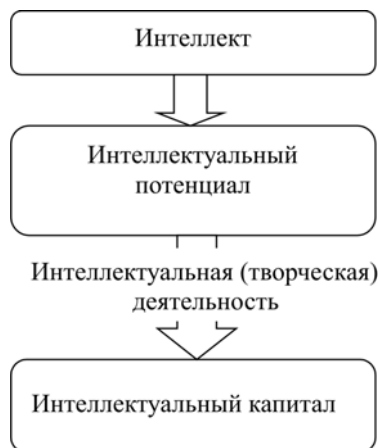 Интеллект
Интеллектуальный
потенциал
Интеллектуальная (творческая)
деятельность
Интеллектуальный капитал